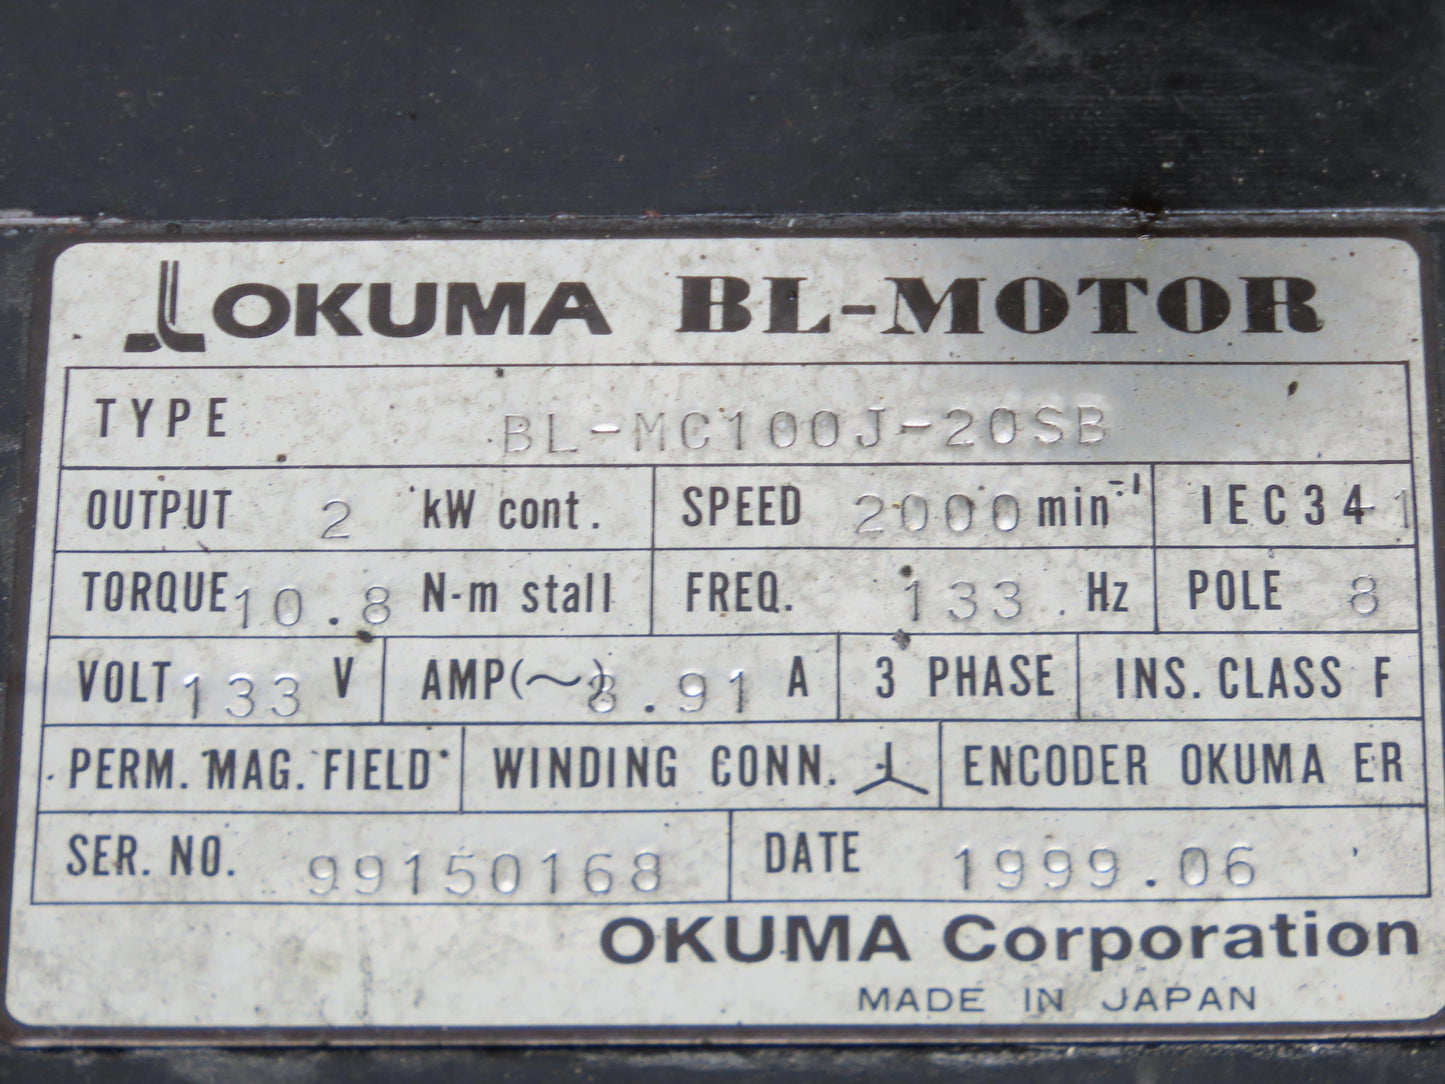 OKUMA BL-MOTOR
TYPE BL-MC100J-20SB
OUTPUT 2 kW cont. SPEED 2000 min⁻¹ IEC34-1
TORQUE 10.8 N-m stall FREQ. 133 Hz POLE 8
VOLT 133 V AMP(~) 8.91 A 3 PHASE INS. CLASS F
PERM. MAG. FIELD WINDING CONN. ENCODER OKUMA ER
SER. NO. 99150168 DATE 1999.06
OKUMA Corporation
MADE IN JAPAN